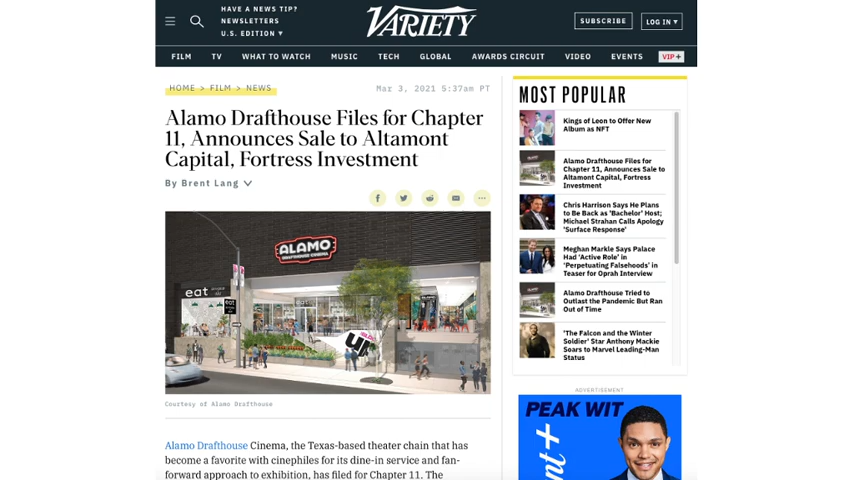 HAVE A NEWS TIP?
NEWSLETTERS
U.S. EDITION
VARIETY
SUBSCRIBE
LOG IN
FILM TV WHAT TO WATCH MUSIC TECH GLOBAL AWARDS CIRCUIT VIDEO EVENTS VIP+
HOME > FILM > NEWS
Mar 3, 2021 5:37am PT
Alamo Drafthouse Files for Chapter
11, Announces Sale to Altamont
Capital, Fortress Investment
By Brent Lang
ALAMO
DRAFTHOUSE CINEMA
eat
eat
eat
Courtesy of Alamo Drafthouse
Alamo Drafthouse Cinema, the Texas-based theater chain that has
become a favorite with cinephiles for its dine-in service and fan-
forward approach to exhibition, has filed for Chapter 11. The
MOST POPULAR
Kings of Leon to Offer New
Album as NFT
Alamo Drafthouse Files for
Chapter 11, Announces Sale to
Altamont Capital, Fortress
Investment
Chris Harrison Says He Plans
to Be Back as 'Bachelor' Host;
Michael Strahan Calls Apology
'Surface Response'
Meghan Markle Says Palace
Had 'Active Role' in
'Perpetuating Falsehoods' in
Teaser for Oprah Interview
Alamo Drafthouse Tried to
Outlast the Pandemic But Ran
Out of Time
'The Falcon and the Winter
Soldier' Star Anthony Mackie
Soars to Marvel Leading-Man
Status
ADVERTISEMENT
PEAK WIT
nt+